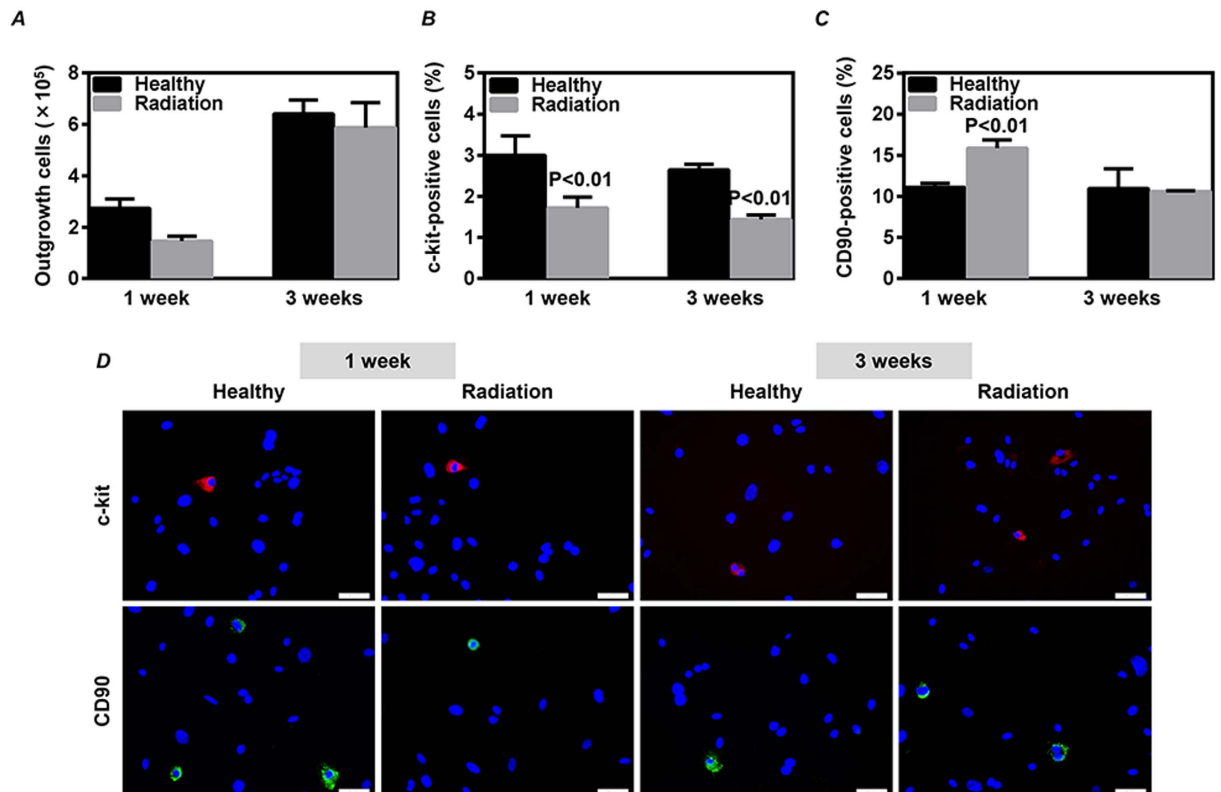 A
Outgrowth cells (×10⁵)
8
6
4
2
0
Healthy
Radiation
1 week
3 weeks
B
c-kit-positive cells (%)
5
4
3
2
1
0
Healthy
Radiation
P<0.01
P<0.01
1 week
3 weeks
C
CD90-positive cells (%)
25
20
15
10
5
0
Healthy
Radiation
P<0.01
1 week
3 weeks
D
1 week
3 weeks
Healthy
Radiation
Healthy
Radiation
c-kit
CD90